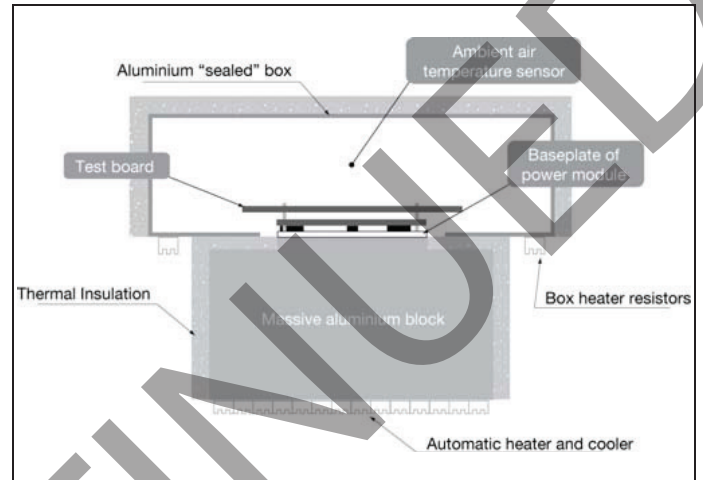 Ambient air
temperature sensor
Aluminium “sealed” box
Baseplate of
power module
Test board
Thermal Insulation
Box heater resistors
Massive aluminium block
Automatic heater and cooler